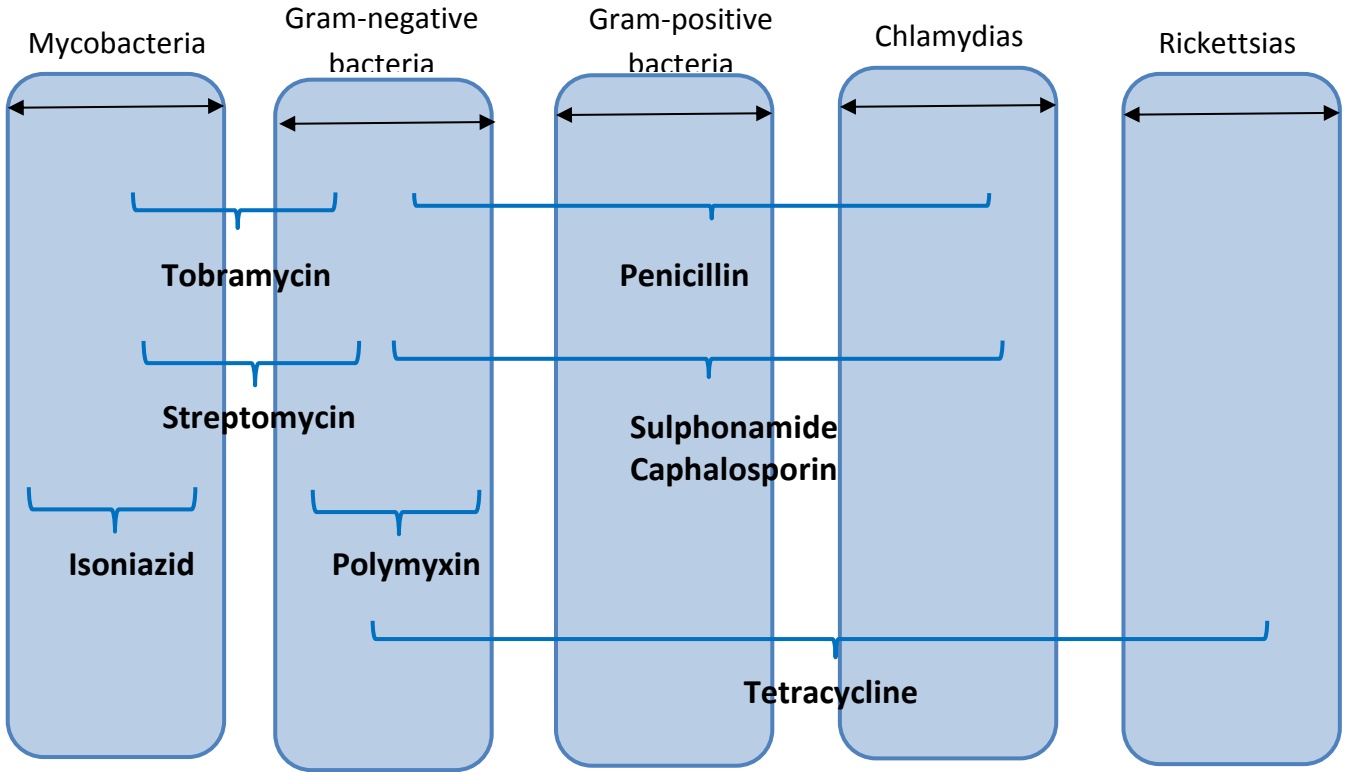 Mycobacteria
Gram-negative
bacteria
Gram-positive
bacteria
Chlamydias
Rickettsias
Tobramycin
Penicillin
Streptomycin
Sulphonamide
Caphalosporin
Isoniazid
Polymyxin
Tetracycline